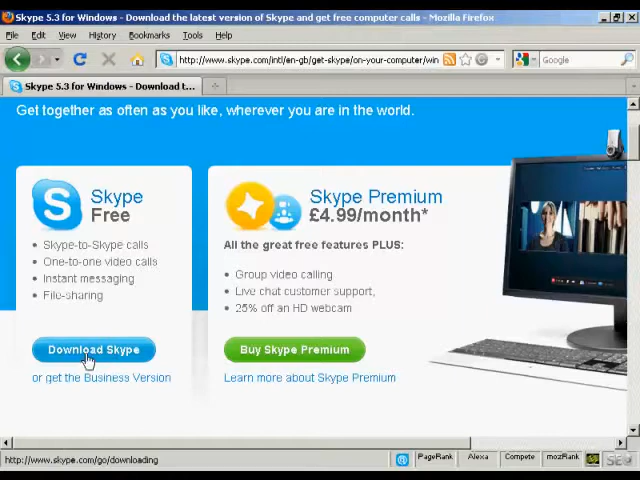 Skype 5.3 for Windows - Download the latest version of Skype and get free computer calls - Mozilla Firefox
File Edit View History Bookmarks Tools Help
http://www.skype.com/intl/en-gb/get-skype/on-your-computer/win
Google
Skype 5.3 for Windows - Download t...
Get together as often as you like, wherever you are in the world.
Skype
Free
Skype-to-Skype calls
One-to-one video calls
Instant messaging
File-sharing
Download Skype
or get the Business Version
Skype Premium
£4.99/month*
All the great free features PLUS:
Group video calling
Live chat customer support,
25% off an HD webcam
Buy Skype Premium
Learn more about Skype Premium
http://www.skype.com/go/downloading
PageRank Alexa Compete mozRank SEO